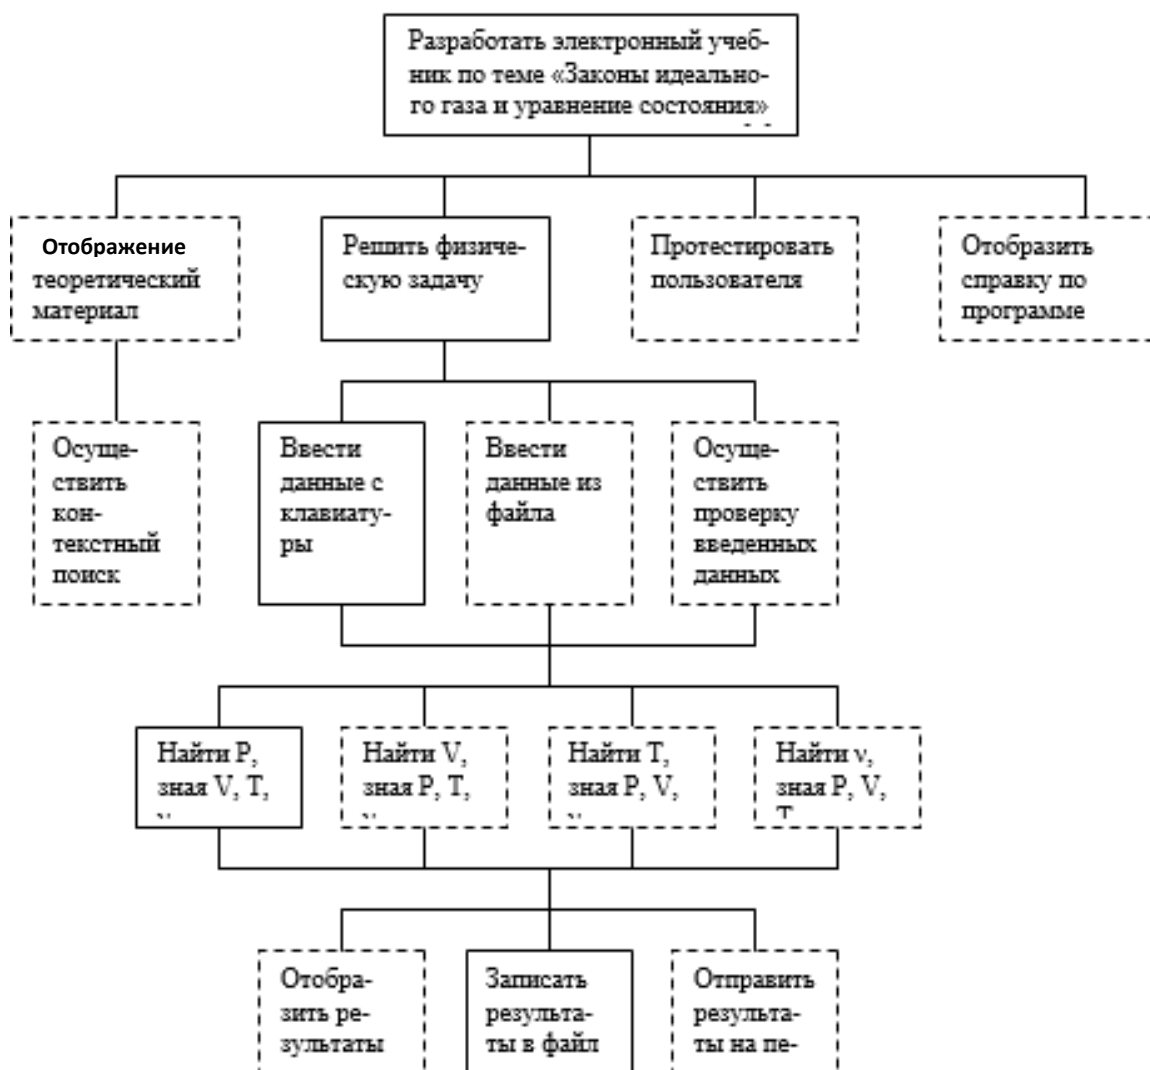 Разработать электронный учеб-
ник по теме «Законы идеально-
го газа и уравнение состояния»
Отображение
теоретический
материал
Решить физиче-
скую задачу
Протестировать
пользователя
Отобразить
справку по
программе
Осуще-
ствить
кон-
текстный
поиск
Ввести
данные с
клавиату-
ры
Ввести
данные из
файла
Осуще-
ствить
проверку
введенных
данных
Найти P,
зная V, T,
Найти V,
зная P, T,
Найти T,
зная P, V,
Найти ν,
зная P, V,
T
Отобра-
зить ре-
зультаты
Записать
результа-
ты в файл
Отправить
результа-
ты на пе-